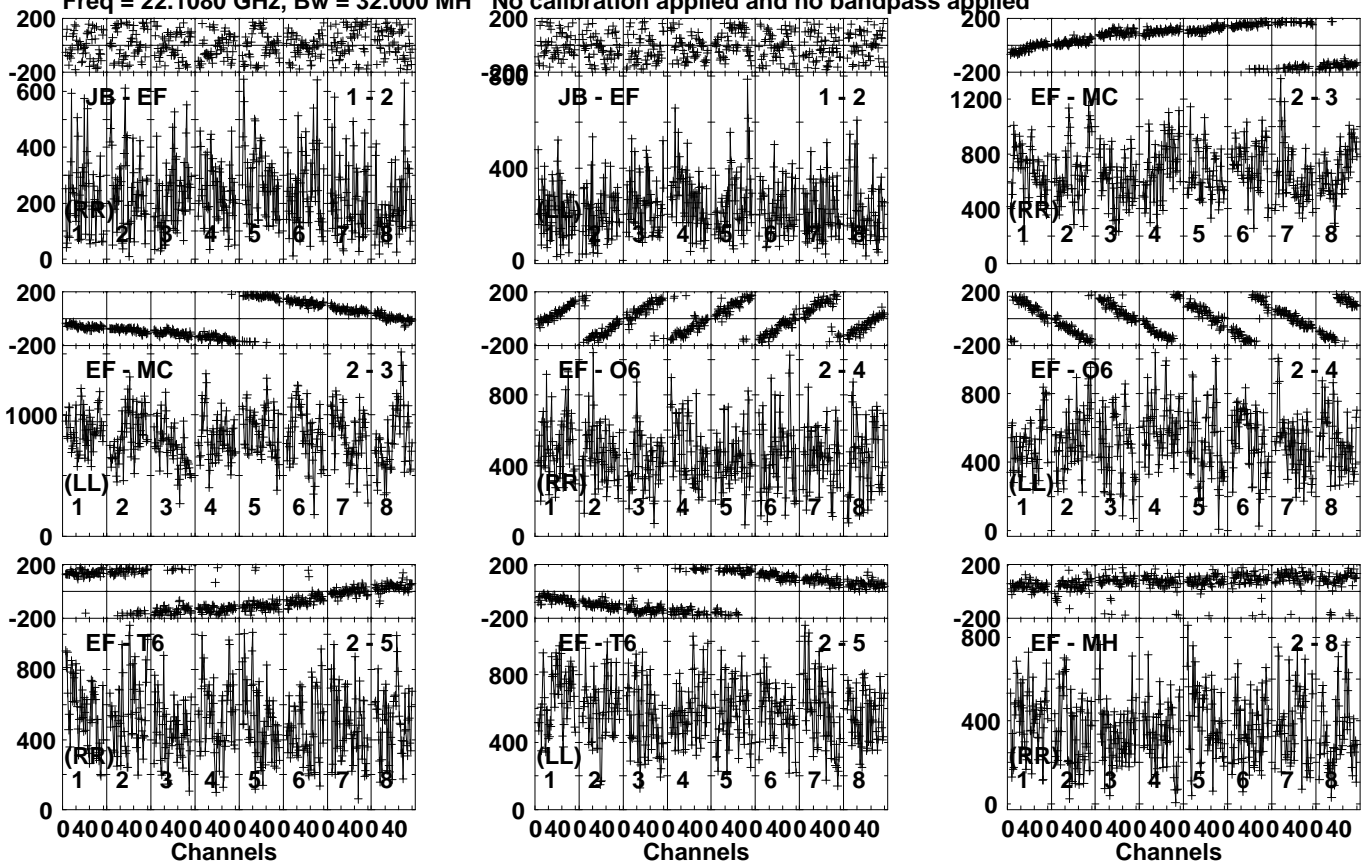 Freq = 22.1080 GHz, Bw = 32.000 MH No calibration applied and no bandpass applied
200
-200
600
400
200
0
JB - EF 1 - 2
(RR)
1 2 3 4 5 6 7 8
200
-200
800
400
0
JB - EF 1 - 2
(LL)
1 2 3 4 5 6 7 8
200
-200
1200
800
400
0
EF - MC 2 - 3
(RR)
1 2 3 4 5 6 7 8
200
-200
1000
0
EF - MC 2 - 3
(LL)
1 2 3 4 5 6 7 8
200
-200
800
400
0
EF - O6 2 - 4
(RR)
1 2 3 4 5 6 7 8
200
-200
800
400
0
EF - O6 2 - 4
(LL)
1 2 3 4 5 6 7 8
200
-200
800
400
0
EF - T6 2 - 5
(RR)
1 2 3 4 5 6 7 8
0 40 0 40 0 40 0 40 0 40 0 40 0 40 0 40
Channels
200
-200
800
400
0
EF - T6 2 - 5
(LL)
1 2 3 4 5 6 7 8
0 40 0 40 0 40 0 40 0 40 0 40 0 40 0 40
Channels
200
-200
800
400
0
EF - MH 2 - 8
(RR)
1 2 3 4 5 6 7 8
0 40 0 40 0 40 0 40 0 40 0 40 0 40 0 40
Channels